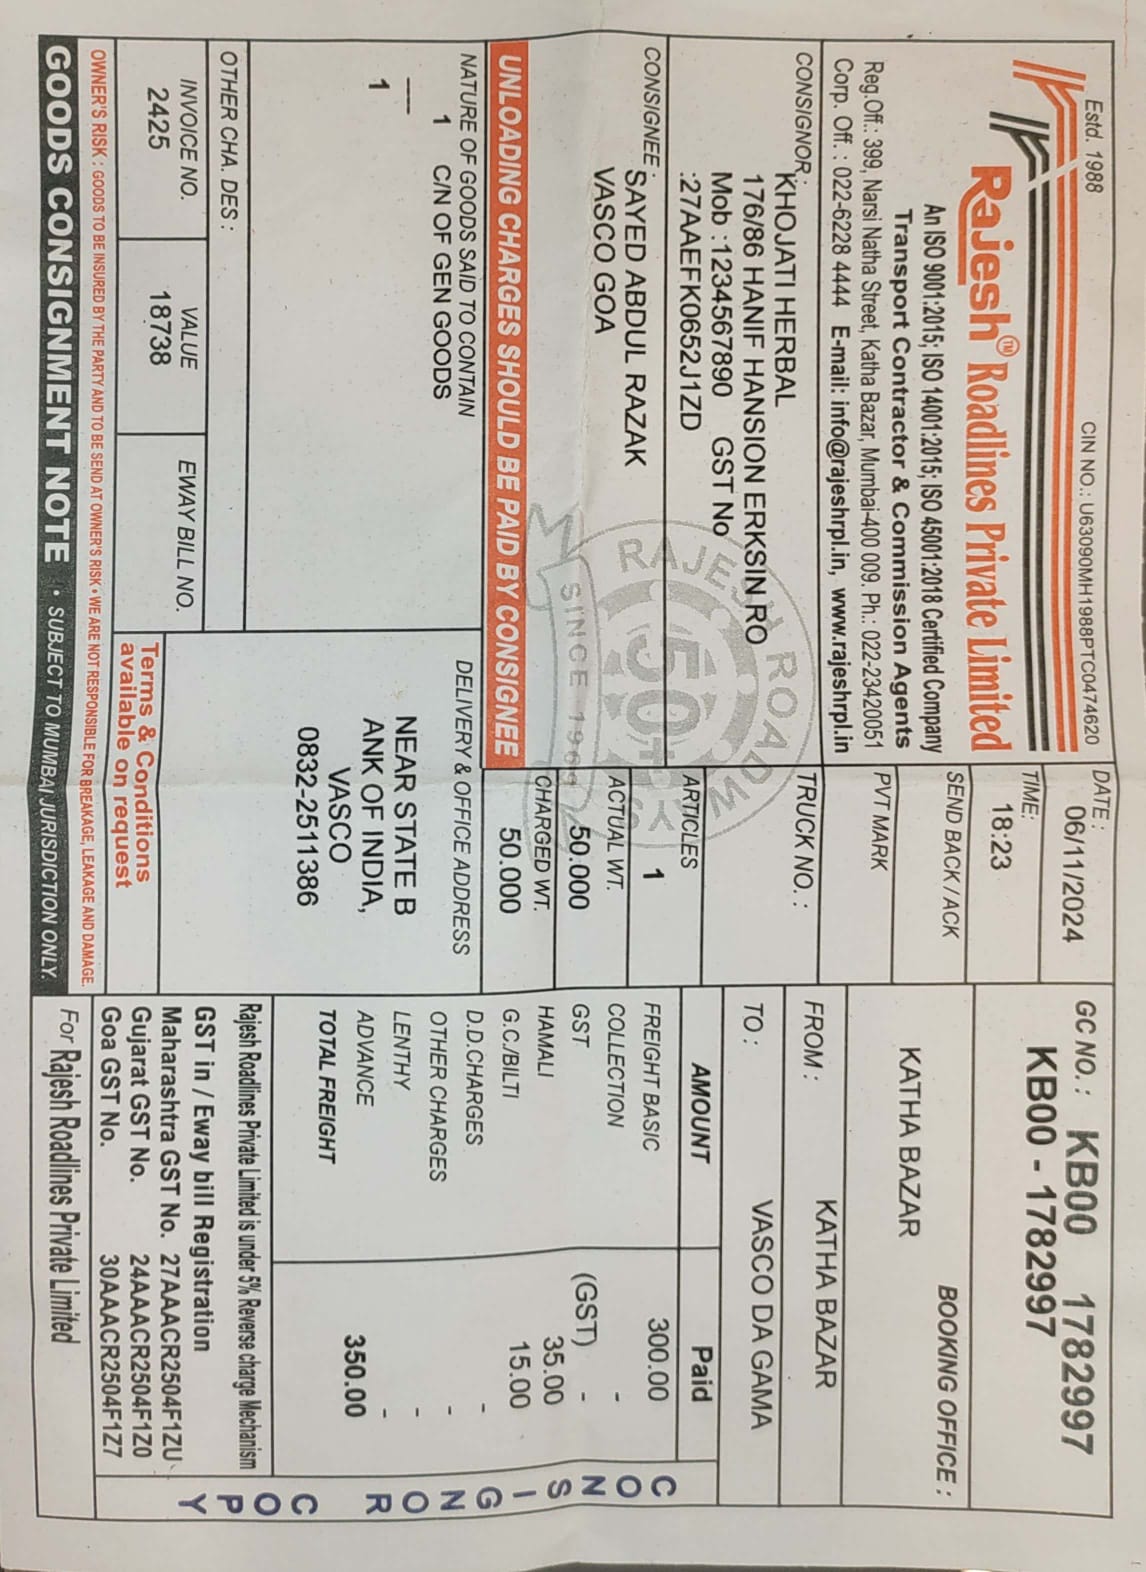 Estd. 1988
CIN NO.: U63090MH1988PTC0474620
Rajesh Roadlines Private Limited
TM
An ISO 9001:2015; ISO 14001:2015; ISO 45001:2018 Certified Company
Transport Contractor & Commission Agents
Reg.Off.: 399, Narsi Natha Street, Katha Bazar, Mumbai-400 009. Ph.: 022-23420051
Corp. Off. : 022-6228 4444 E-mail: info@rajeshrpl.in, www.rajeshrpl.in
DATE :
06/11/2024
TIME:
18:23
SEND BACK / ACK
PVT MARK
TRUCK NO. :
GC NO. : KB00 1782997
KB00 - 1782997
BOOKING OFFICE :
KATHA BAZAR
FROM : KATHA BAZAR
TO : VASCO DA GAMA
CONSIGNOR :
KHOJATI HERBAL
176/86 HANIF HANSION ERKSIN RO
Mob :1234567890 GST No
:27AAEFK0652J1ZD
CONSIGNEE :
SAYED ABDUL RAZAK
VASCO GOA
RAJESH ROADWAYS
50+
SINCE 1968
ARTICLES
1
ACTUAL WT.
50.000
CHARGED WT.
50.000
UNLOADING CHARGES SHOULD BE PAID BY CONSIGNEE
NATURE OF GOODS SAID TO CONTAIN
1 C/N OF GEN GOODS
1
DELIVERY & OFFICE ADDRESS
NEAR STATE B
ANK OF INDIA,
VASCO
0832-2511386
AMOUNT Paid
FREIGHT BASIC 300.00
COLLECTION -
GST (GST) -
HAMALI 35.00
G.C./BILTI 15.00
D.D.CHARGES -
OTHER CHARGES -
LENTHY -
ADVANCE -
TOTAL FREIGHT 350.00
CONSIGNOR COPY
OTHER CHA. DES :
INVOICE NO. VALUE EWAY BILL NO.
2425 18738
Terms & Conditions
available on request
Rajesh Roadlines Private Limited is under 5% Reverse charge Mechanism
GST in / Eway bill Registration
Maharashtra GST No. 27AAACR2504F1ZU
Gujarat GST No. 24AAACR2504F1Z0
Goa GST No. 30AAACR2504F1Z7
OWNER'S RISK : GOODS TO BE INSURED BY THE PARTY AND TO BE SEND AT OWNER'S RISK • WE ARE NOT RESPONSIBLE FOR BREAKAGE, LEAKAGE AND DAMAGE.
GOODS CONSIGNMENT NOTE • SUBJECT TO MUMBAI JURISDICTION ONLY.
For Rajesh Roadlines Private Limited